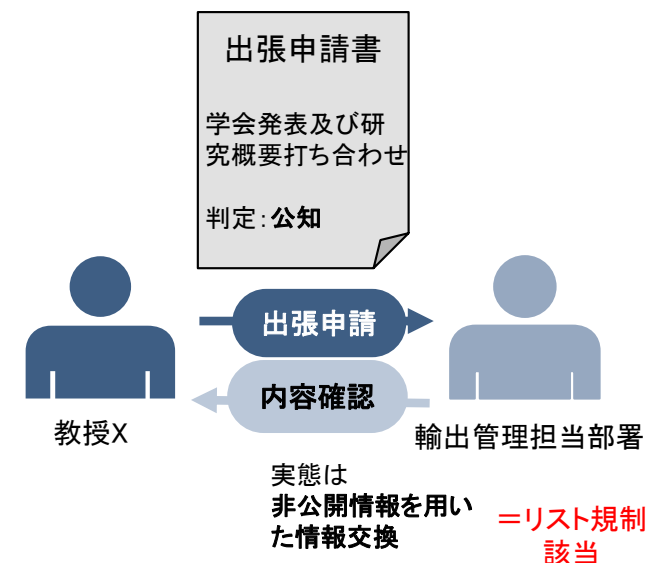 出張申請書
学会発表及び研
究概要打ち合わせ
判定：公知
出張申請
内容確認
教授X
輸出管理担当部署
実態は
非公開情報を用い
た情報交換
＝リスト規制
該当